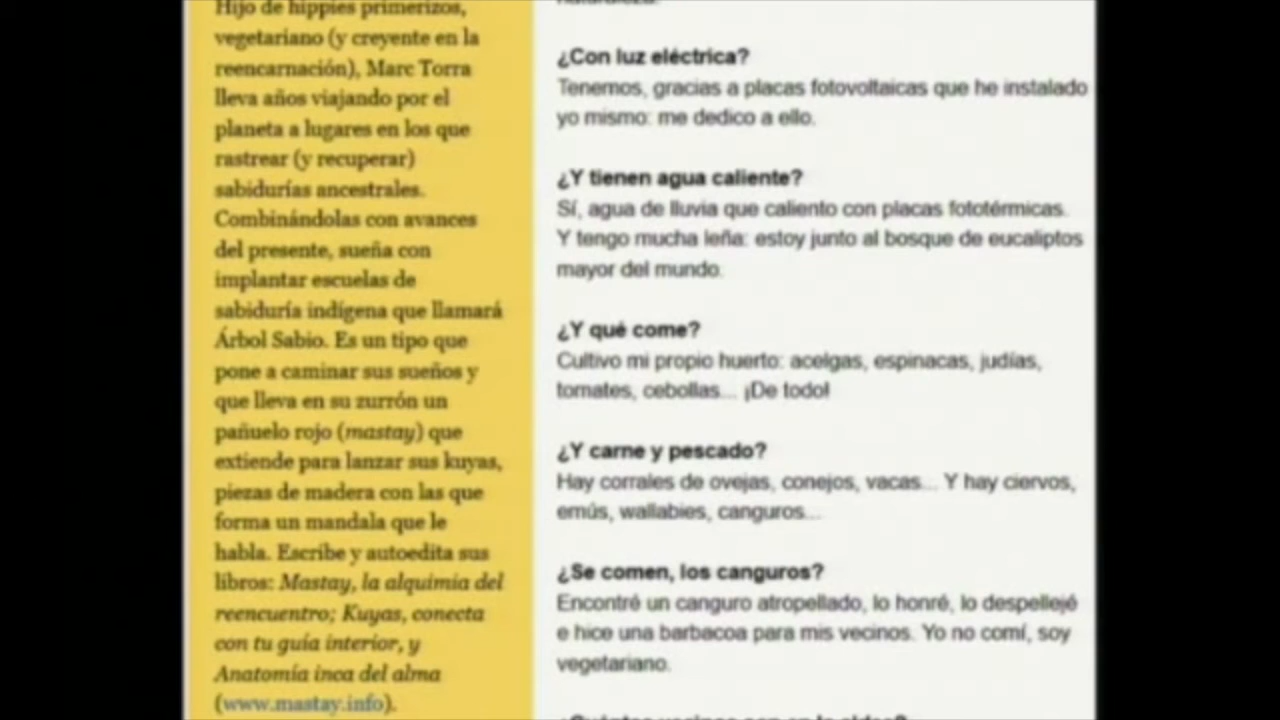 Hijo de hippies primerizos,
vegetariano (y creyente en la
reencarnación), Marc Torra
lleva años viajando por el
planeta a lugares en los que
rastrear (y recuperar)
sabidurías ancestrales.
Combinándolas con avances
del presente, sueña con
implantar escuelas de
sabiduría indígena que llamará
Árbol Sabio. Es un tipo que
pone a caminar sus sueños y
que lleva en su zurrón un
pañuelo rojo (mastay) que
extiende para lanzar sus kuyas,
piezas de madera con las que
forma un mandala que le
habla. Escribe y autoedita sus
libros: Mastay, la alquimia del
reencuentro; Kuyas, conecta
con tu guía interior, y
Anatomía inca del alma
(www.mastay.info).
naturaleza.
¿Con luz eléctrica?
Tenemos, gracias a placas fotovoltaicas que he instalado
yo mismo: me dedico a ello.
¿Y tienen agua caliente?
Sí, agua de lluvia que caliento con placas fototérmicas.
Y tengo mucha leña: estoy junto al bosque de eucaliptos
mayor del mundo.
¿Y qué come?
Cultivo mi propio huerto: acelgas, espinacas, judías,
tomates, cebollas... ¡De todo!
¿Y carne y pescado?
Hay corrales de ovejas, conejos, vacas... Y hay ciervos,
emús, wallabies, canguros...
¿Se comen, los canguros?
Encontré un canguro atropellado, lo honré, lo despellejé
e hice una barbacoa para mis vecinos. Yo no comí, soy
vegetariano.
¿Cuántos vecinos son en la aldea?